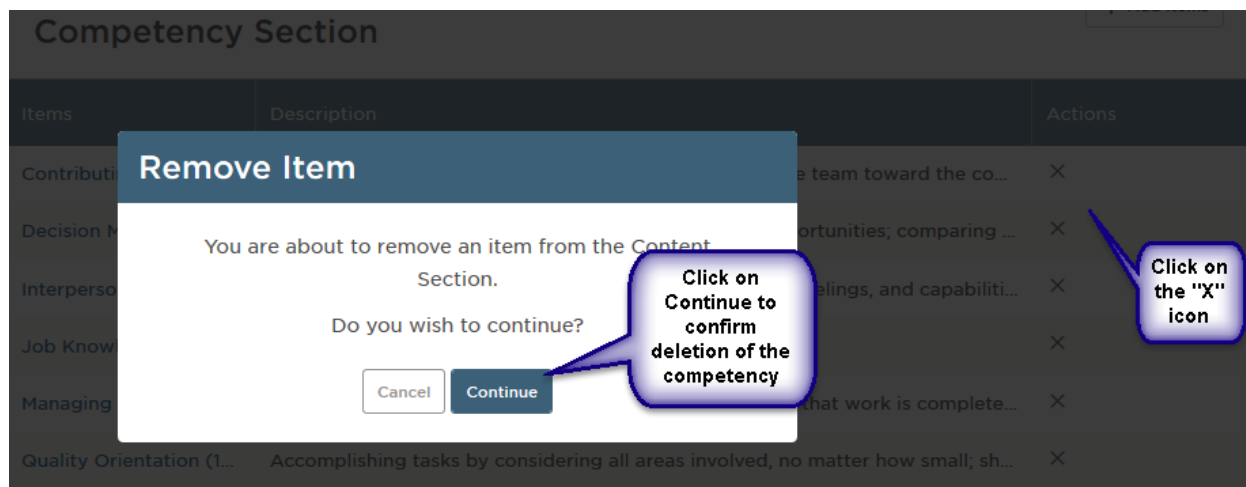 Competency Section
Add Items
Items Description Actions
Contributi e team toward the co...
Decision M ortunities; comparing ...
Interperso elings, and capabiliti...
Job Know
Managing that work is complete...
Quality Orientation (1... Accomplishing tasks by considering all areas involved, no matter how small; sh...
Remove Item
You are about to remove an item from the Content
Section.
Do you wish to continue?
Cancel Continue
Click on
Continue to
confirm
deletion of the
competency
Click on
the "X"
icon